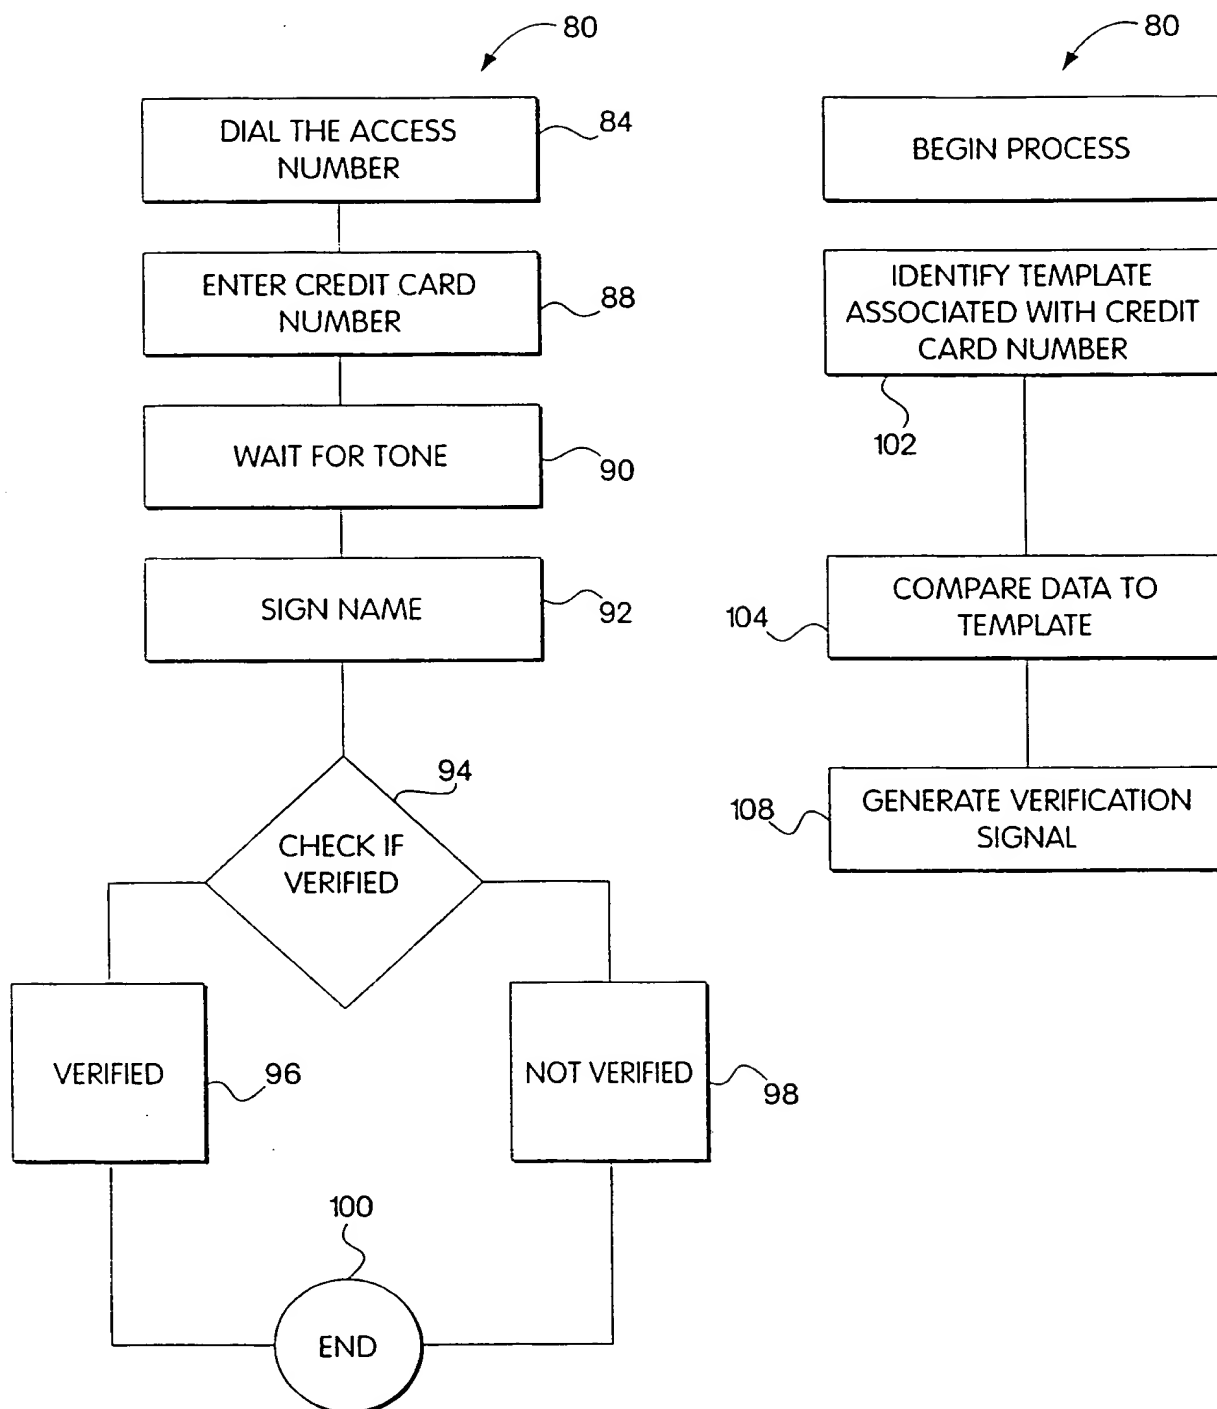 80
DIAL THE ACCESS
NUMBER
84
ENTER CREDIT CARD
NUMBER
88
WAIT FOR TONE
90
SIGN NAME
92
94
CHECK IF
VERIFIED
VERIFIED
96
NOT VERIFIED
98
100
END
80
BEGIN PROCESS
IDENTIFY TEMPLATE
ASSOCIATED WITH CREDIT
CARD NUMBER
102
COMPARE DATA TO
TEMPLATE
104
GENERATE VERIFICATION
SIGNAL
108